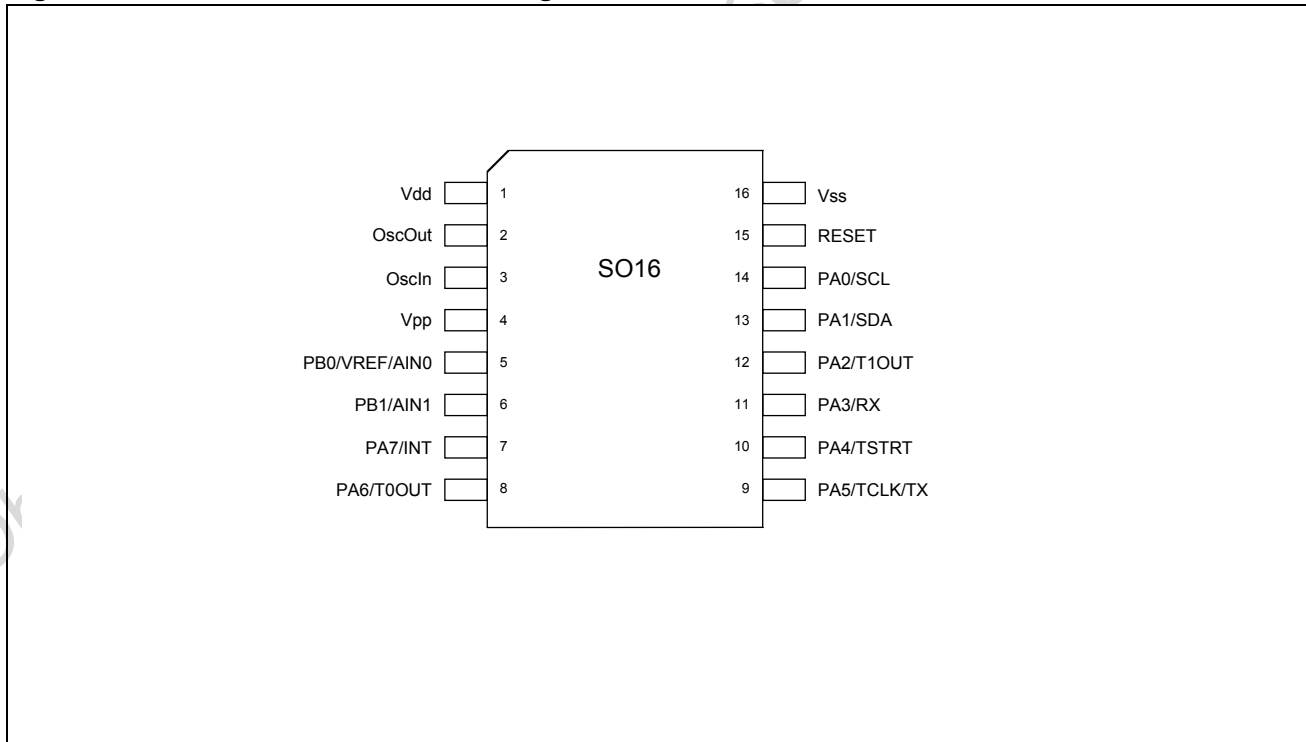 SO16
Vdd 1
OscOut 2
OscIn 3
Vpp 4
PB0/VREF/AIN0 5
PB1/AIN1 6
PA7/INT 7
PA6/T0OUT 8
16 Vss
15 RESET
14 PA0/SCL
13 PA1/SDA
12 PA2/T1OUT
11 PA3/RX
10 PA4/TSTRT
9 PA5/TCLK/TX